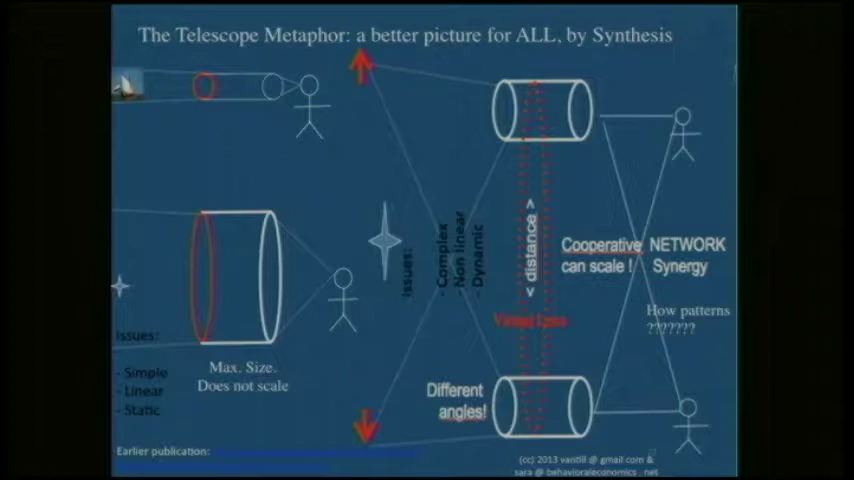 The Telescope Metaphor: a better picture for ALL, by Synthesis
Issues:
- Complex
- Non linear
- Dynamic
< distance >
Cooperative NETWORK
can scale ! Synergy
How patterns
???????
Issues:
- Simple
- Linear
- Static
Max. Size.
Does not scale
Different
angles!
Earlier publication:
(cc) 2013 vantill @ gmail com &
sara @ behavioraleconomics . net